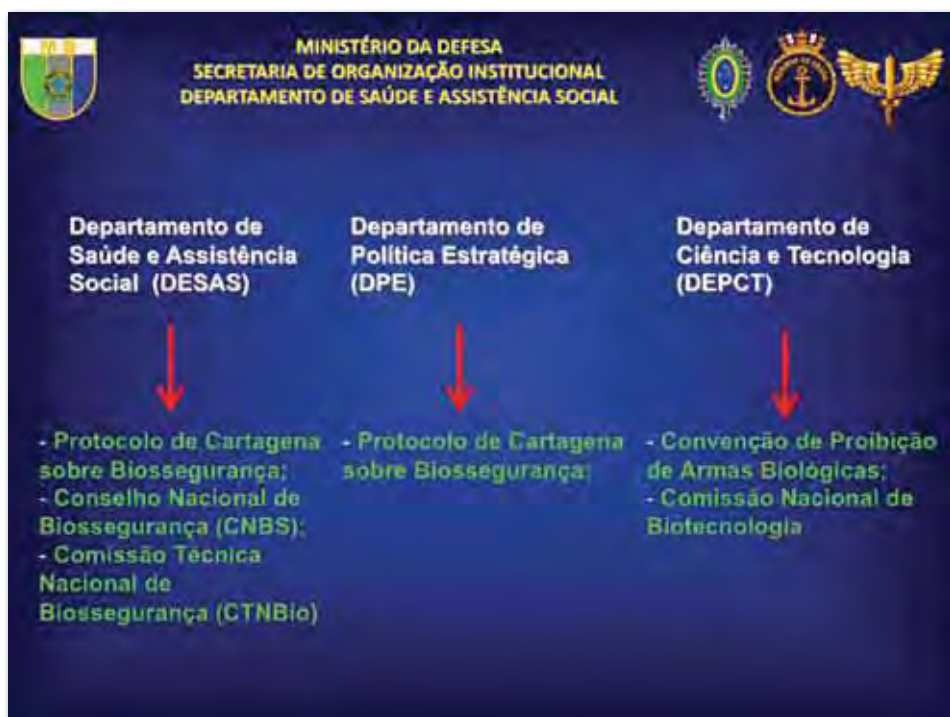 MINISTÉRIO DA DEFESA
SECRETARIA DE ORGANIZAÇÃO INSTITUCIONAL
DEPARTAMENTO DE SAÚDE E ASSISTÊNCIA SOCIAL
Departamento de
Saúde e Assistência
Social (DESAS)
- Protocolo de Cartagena
sobre Biossegurança;
- Conselho Nacional de
Biossegurança (CNBS);
- Comissão Técnica
Nacional de
Biossegurança (CTNBio)
Departamento de
Política Estratégica
(DPE)
- Protocolo de Cartagena
sobre Biossegurança;
Departamento de
Ciência e Tecnologia
(DEPCT)
- Convenção de Proibição
de Armas Biológicas;
- Comissão Nacional de
Biotecnologia